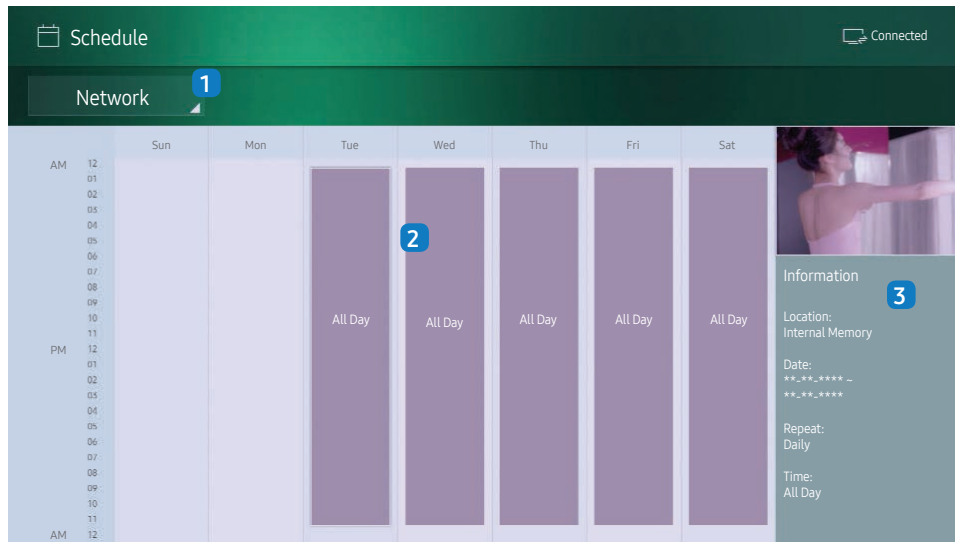 Schedule
Connected
Network
1
Sun Mon Tue Wed Thu Fri Sat
AM 12
01
02
03
04
05
06
07
08
09
10
11
PM 12
01
02
03
04
05
06
07
08
09
10
11
AM 12
2
All Day All Day All Day All Day All Day
Information
3
Location:
Internal Memory
Date:
**-**-**** ~
**-**-****
Repeat:
Daily
Time:
All Day